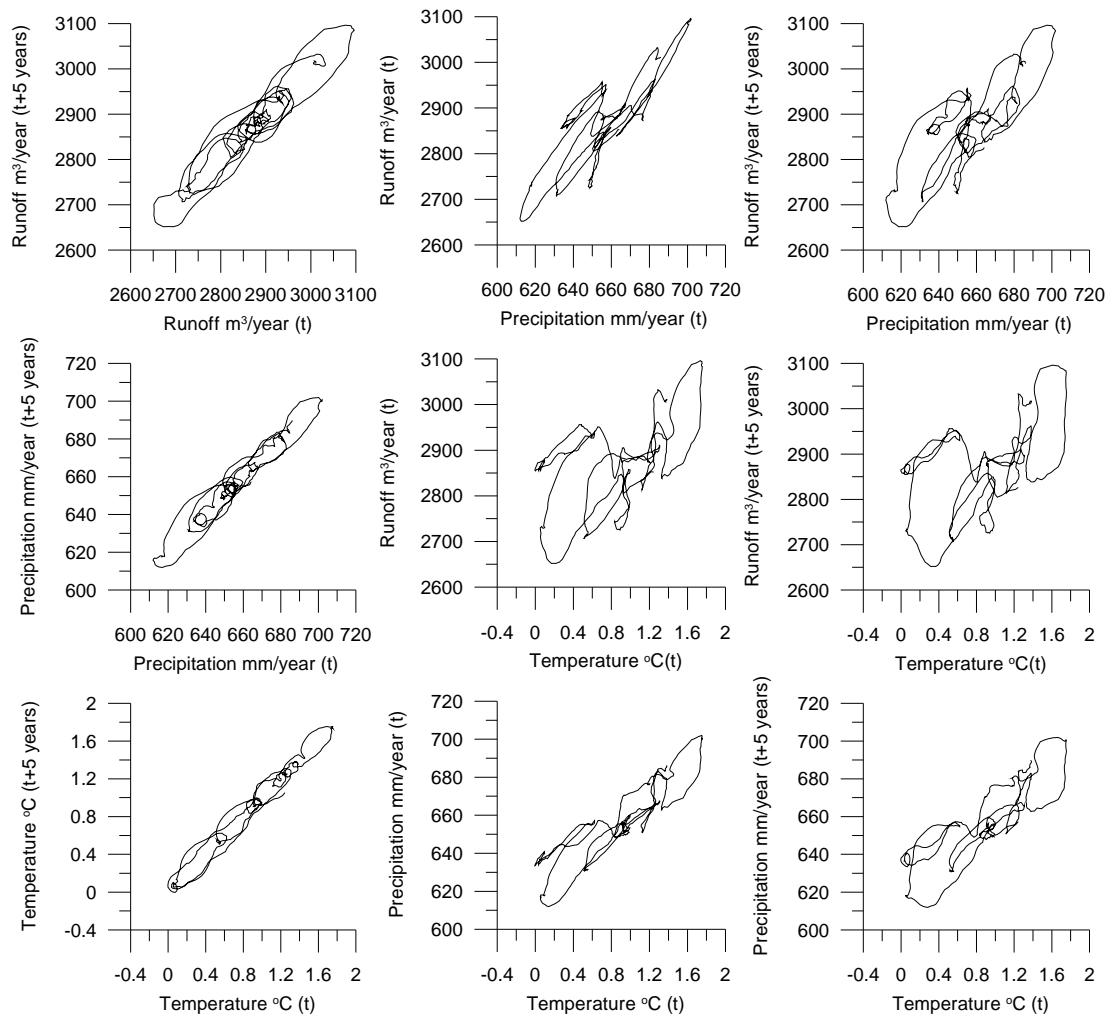 Runoff m³/year (t+5 years)
3100
3000
2900
2800
2700
2600
2600 2700 2800 2900 3000 3100
Runoff m³/year (t)
Runoff m³/year (t)
3100
3000
2900
2800
2700
2600
600 620 640 660 680 700 720
Precipitation mm/year (t)
Runoff m³/year (t+5 years)
3100
3000
2900
2800
2700
2600
600 620 640 660 680 700 720
Precipitation mm/year (t)
Precipitation mm/year (t+5 years)
720
700
680
660
640
620
600
600 620 640 660 680 700 720
Precipitation mm/year (t)
Runoff m³/year (t)
3100
3000
2900
2800
2700
2600
-0.4 0 0.4 0.8 1.2 1.6 2
Temperature ºC(t)
Runoff m³/year (t+5 years)
3100
3000
2900
2800
2700
2600
-0.4 0 0.4 0.8 1.2 1.6 2
Temperature ºC(t)
Temperature ºC (t+5 years)
2
1.6
1.2
0.8
0.4
0
-0.4
-0.4 0 0.4 0.8 1.2 1.6 2
Temperature ºC (t)
Precipitation mm/year (t)
720
700
680
660
640
620
600
-0.4 0 0.4 0.8 1.2 1.6 2
Temperature ºC (t)
Precipitation mm/year (t+5 years)
720
700
680
660
640
620
600
-0.4 0 0.4 0.8 1.2 1.6 2
Temperature ºC (t)